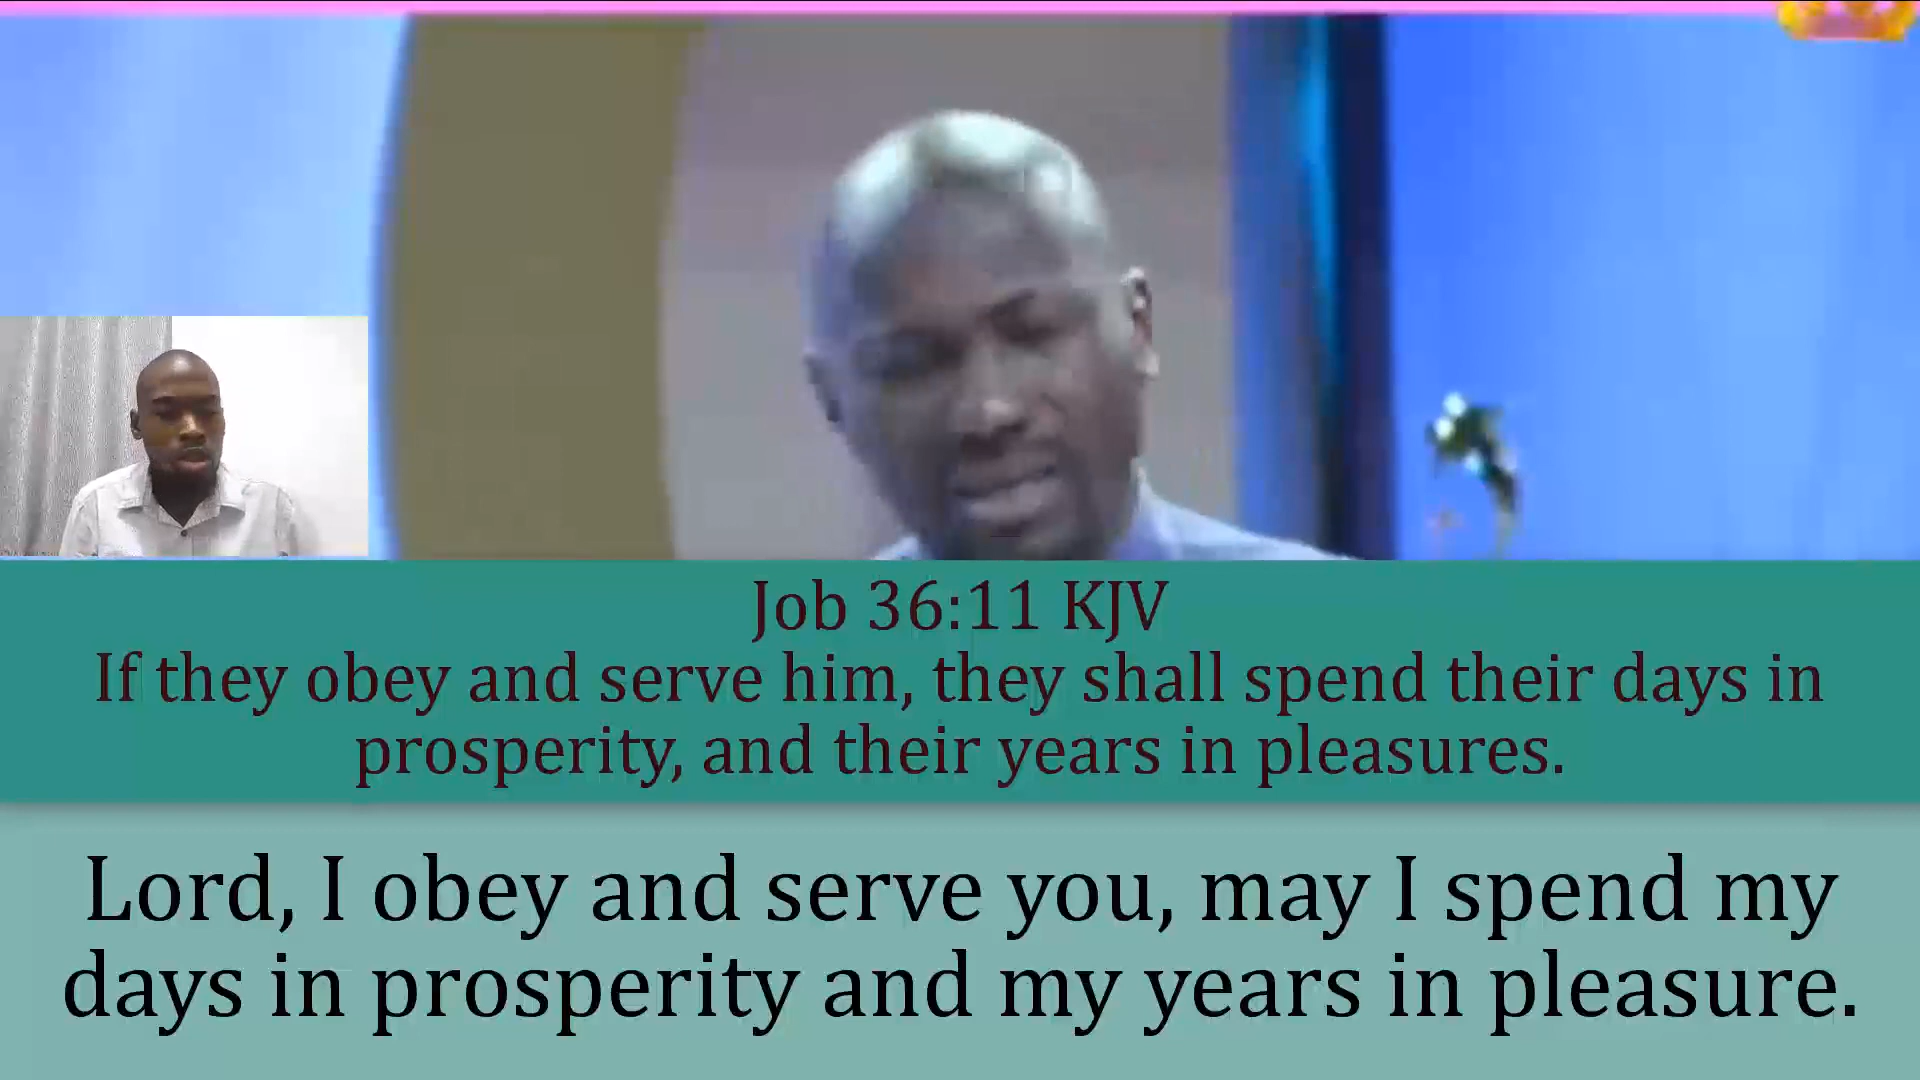 Job 36:11 KJV
If they obey and serve him, they shall spend their days in
prosperity, and their years in pleasures.
Lord, I obey and serve you, may I spend my
days in prosperity and my years in pleasure.